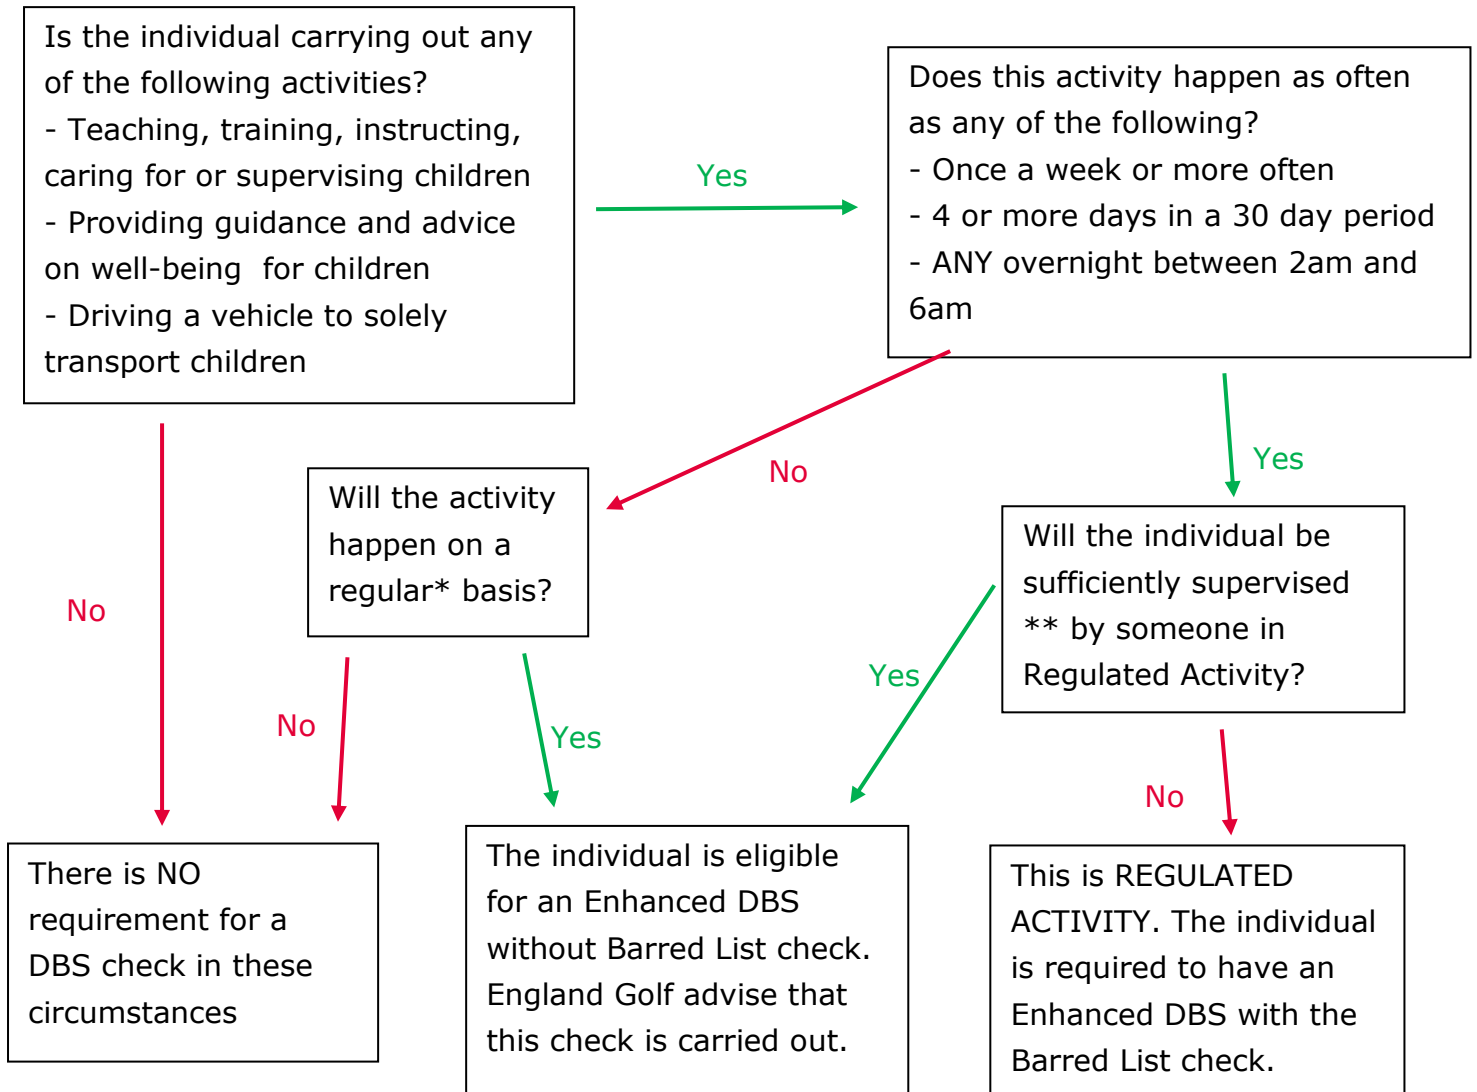 Is the individual carrying out any
of the following activities?
- Teaching, training, instructing,
caring for or supervising children
- Providing guidance and advice
on well-being  for children
- Driving a vehicle to solely
transport children
Yes
Does this activity happen as often
as any of the following?
- Once a week or more often
- 4 or more days in a 30 day period
- ANY overnight between 2am and
6am
No
No
Yes
Will the activity
happen on a
regular* basis?
Will the individual be
sufficiently supervised
** by someone in
Regulated Activity?
No
Yes
Yes
No
There is NO
requirement for a
DBS check in these
circumstances
The individual is eligible
for an Enhanced DBS
without Barred List check.
England Golf advise that
this check is carried out.
This is REGULATED
ACTIVITY. The individual
is required to have an
Enhanced DBS with the
Barred List check.